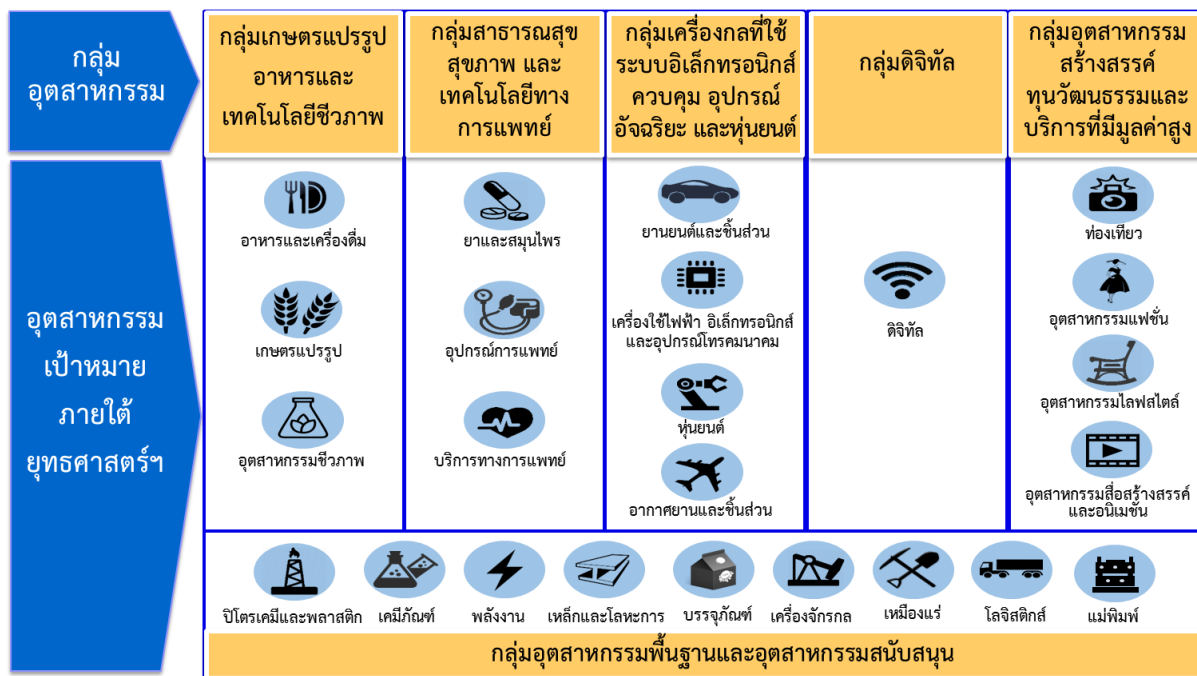 กลุ่ม
อุตสาหกรรม
กลุ่มเกษตรแปรรูป
อาหารและ
เทคโนโลยีชีวภาพ
กลุ่มสาธารณสุข
สุขภาพ และ
เทคโนโลยีทาง
การแพทย์
กลุ่มเครื่องกลที่ใช้
ระบบอิเล็กทรอนิกส์
ควบคุม อุปกรณ์
อัจฉริยะ และหุ่นยนต์
กลุ่มดิจิทัล
กลุ่มอุตสาหกรรม
สร้างสรรค์
ทุนวัฒนธรรมและ
บริการที่มีมูลค่าสูง
อุตสาหกรรม
เป้าหมาย
ภายใต้
ยุทธศาสตร์ฯ
อาหารและเครื่องดื่ม
เกษตรแปรรูป
อุตสาหกรรมชีวภาพ
ยาและสมุนไพร
อุปกรณ์การแพทย์
บริการทางการแพทย์
ยานยนต์และชิ้นส่วน
เครื่องใช้ไฟฟ้า อิเล็กทรอนิกส์
และอุปกรณ์โทรคมนาคม
หุ่นยนต์
อากาศยานและชิ้นส่วน
ดิจิทัล
ท่องเที่ยว
อุตสาหกรรมแฟชั่น
อุตสาหกรรมไลฟสไตล์
อุตสาหกรรมสื่อสร้างสรรค์
และอนิเมชั่น
ปิโตรเคมีและพลาสติก
เคมีภัณฑ์
พลังงาน
เหล็กและโลหะการ
บรรจุภัณฑ์
เครื่องจักรกล
เหมืองแร่
โลจิสติกส์
แม่พิมพ์
กลุ่มอุตสาหกรรมพื้นฐานและอุตสาหกรรมสนับสนุน